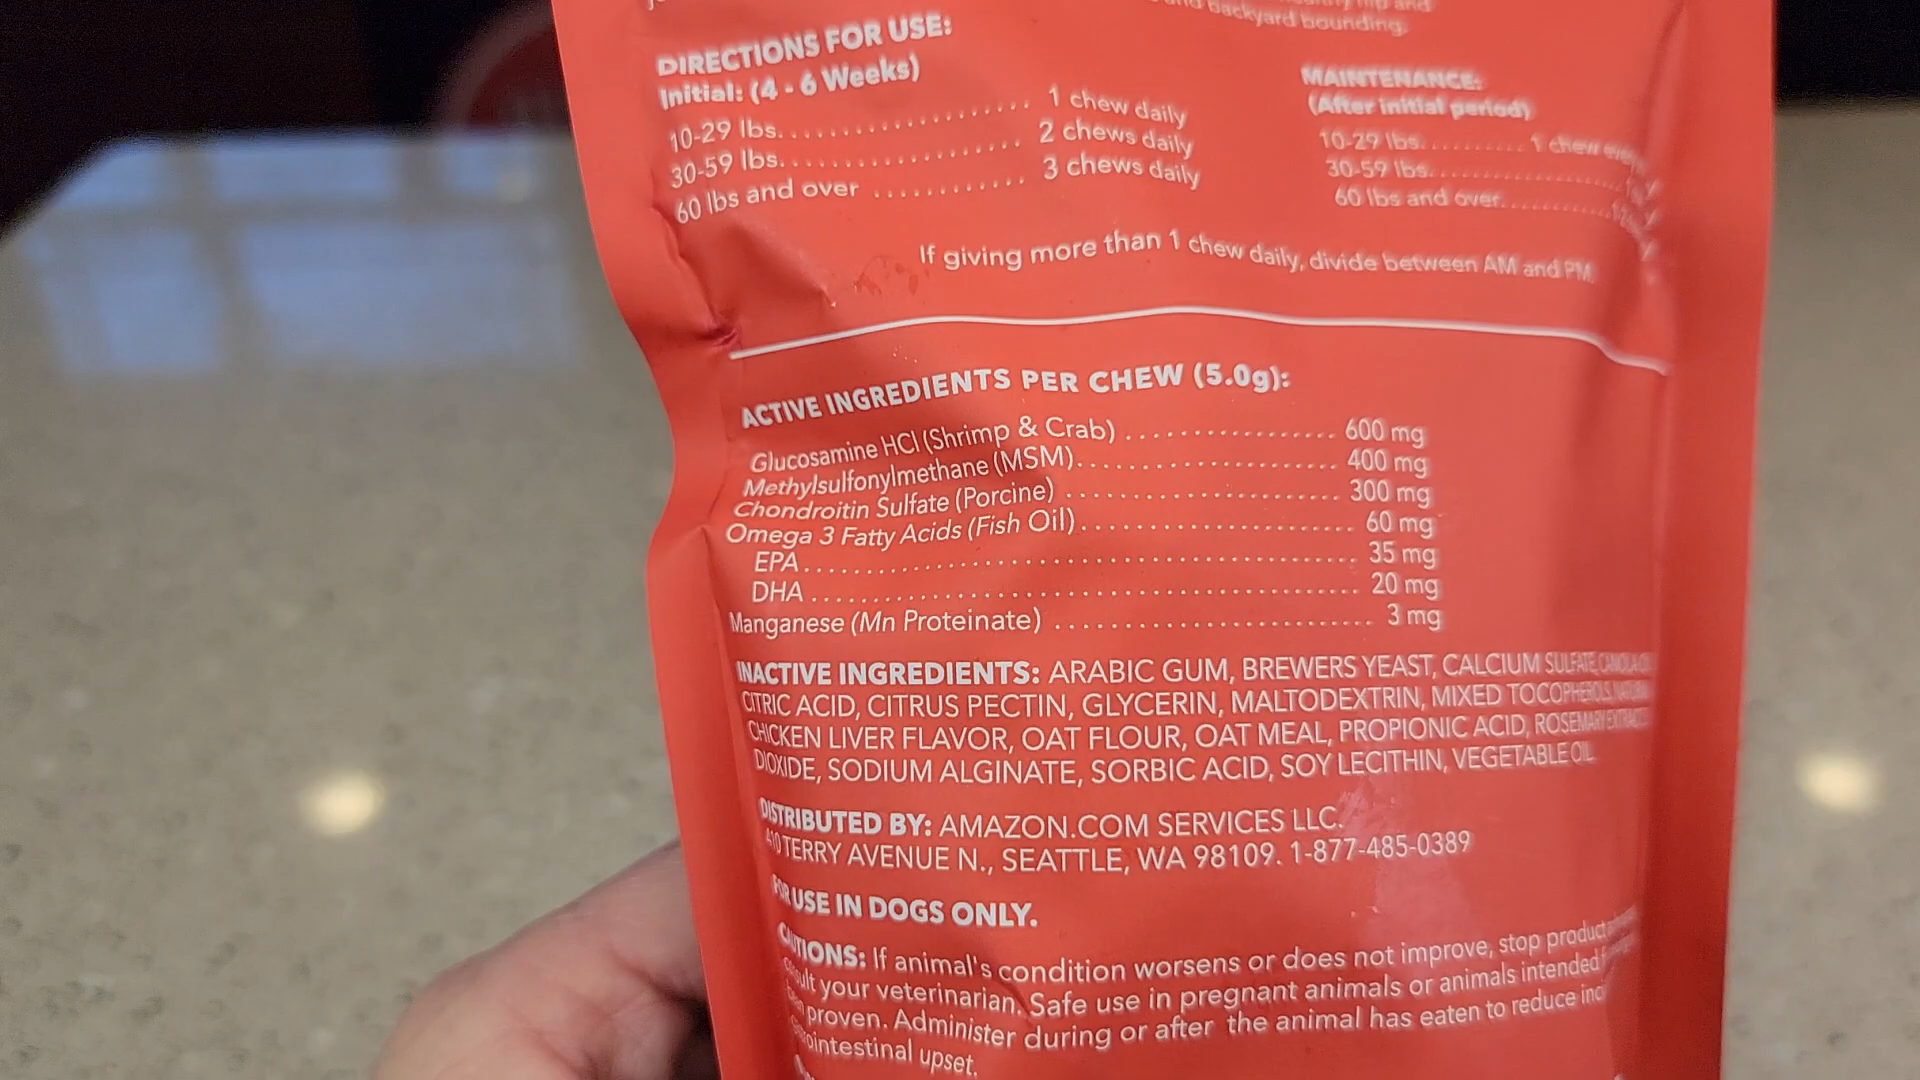 backyard bounding.
DIRECTIONS FOR USE:
Initial: (4 - 6 Weeks)
10-29 lbs. 1 chew daily
30-59 lbs. 2 chews daily
60 lbs and over 3 chews daily
MAINTENANCE:
(After initial period)
10-29 lbs. 1 chew
30-59 lbs.
60 lbs and over.
If giving more than 1 chew daily, divide between AM and PM
ACTIVE INGREDIENTS PER CHEW (5.0g):
Glucosamine HCl (Shrimp & Crab) 600 mg
Methylsulfonylmethane (MSM) 400 mg
Chondroitin Sulfate (Porcine) 300 mg
Omega 3 Fatty Acids (Fish Oil) 60 mg
EPA 35 mg
DHA 20 mg
Manganese (Mn Proteinate) 3 mg
INACTIVE INGREDIENTS: ARABIC GUM, BREWERS YEAST, CALCIUM SULFATE,
CITRIC ACID, CITRUS PECTIN, GLYCERIN, MALTODEXTRIN, MIXED TOCOPHEROLS,
CHICKEN LIVER FLAVOR, OAT FLOUR, OAT MEAL, PROPIONIC ACID, ROSEMARY
DIOXIDE, SODIUM ALGINATE, SORBIC ACID, SOY LECITHIN, VEGETABLE OIL
DISTRIBUTED BY: AMAZON.COM SERVICES LLC.
410 TERRY AVENUE N., SEATTLE, WA 98109. 1-877-485-0389
FOR USE IN DOGS ONLY.
CAUTIONS: If animal's condition worsens or does not improve, stop product
your veterinarian. Safe use in pregnant animals or animals intended
proven. Administer during or after the animal has eaten to reduce
upset.